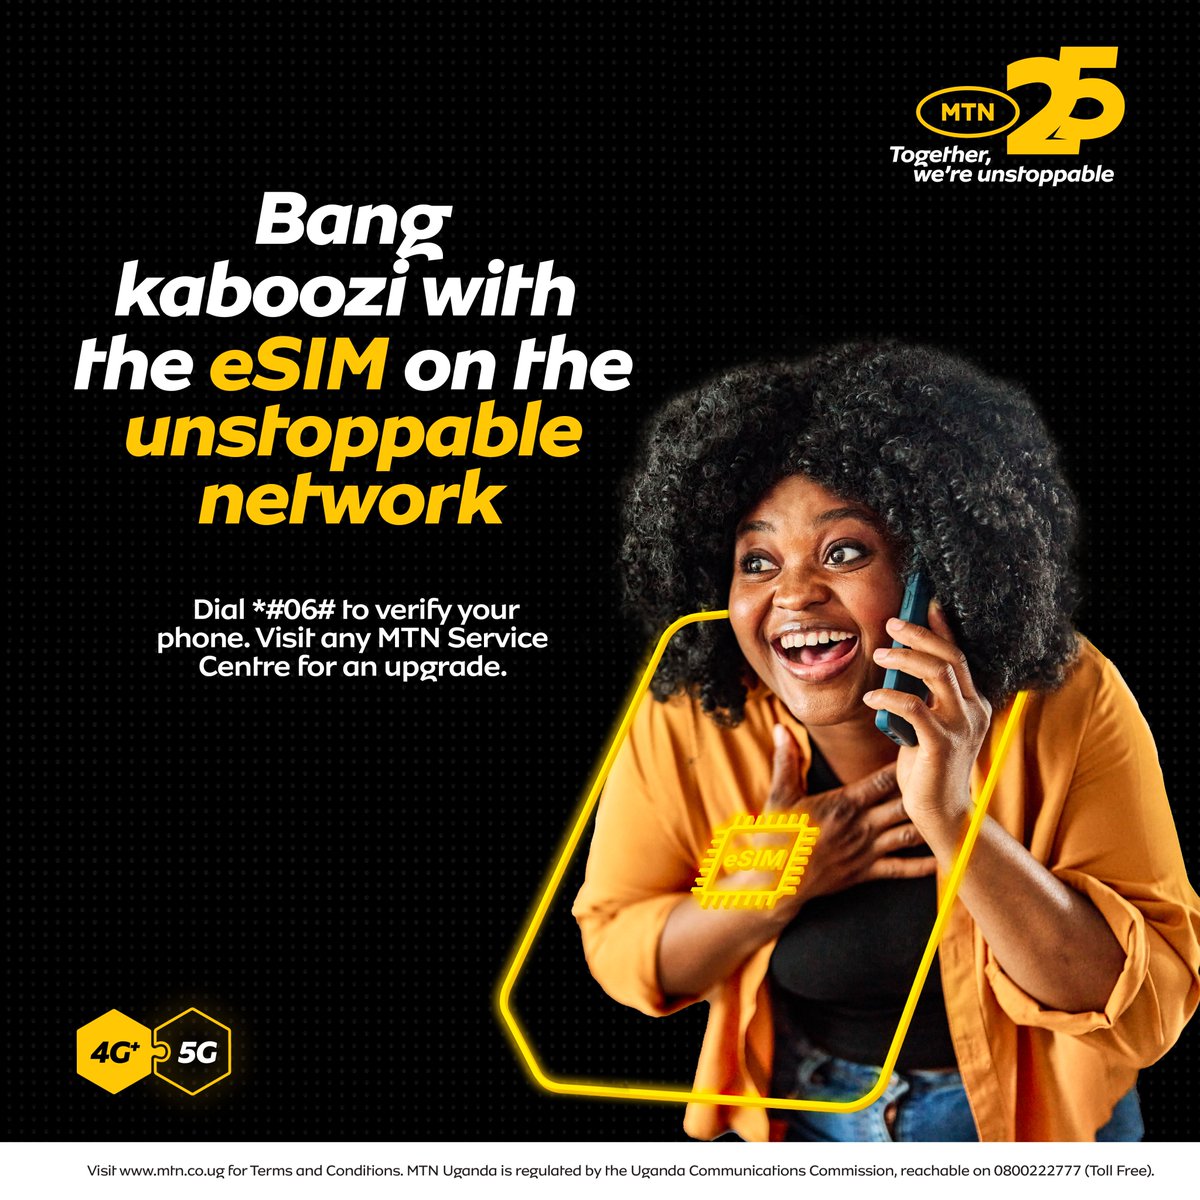 MTN 25
Together,
we're unstoppable
Bang
kaboozi with
the eSIM on the
unstoppable
network
Dial *#06# to verify your
phone. Visit any MTN Service
Centre for an upgrade.
eSIM
4G+ 5G
Visit www.mtn.co.ug for Terms and Conditions. MTN Uganda is regulated by the Uganda Communications Commission, reachable on 0800222777 (Toll Free).